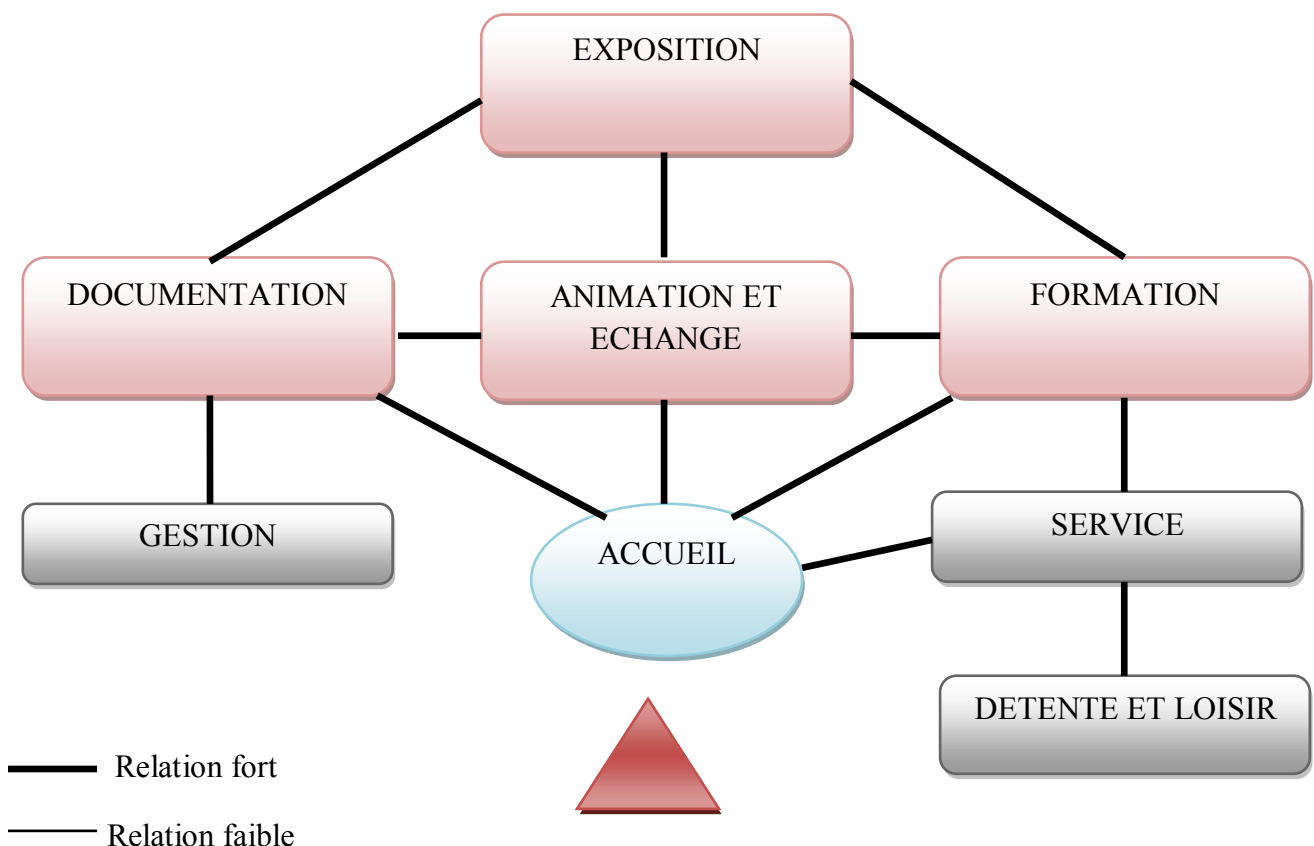 EXPOSITION
DOCUMENTATION
ANIMATION ET
ECHANGE
FORMATION
GESTION
ACCUEIL
SERVICE
DETENTE ET LOISIR
Relation fort
Relation faible